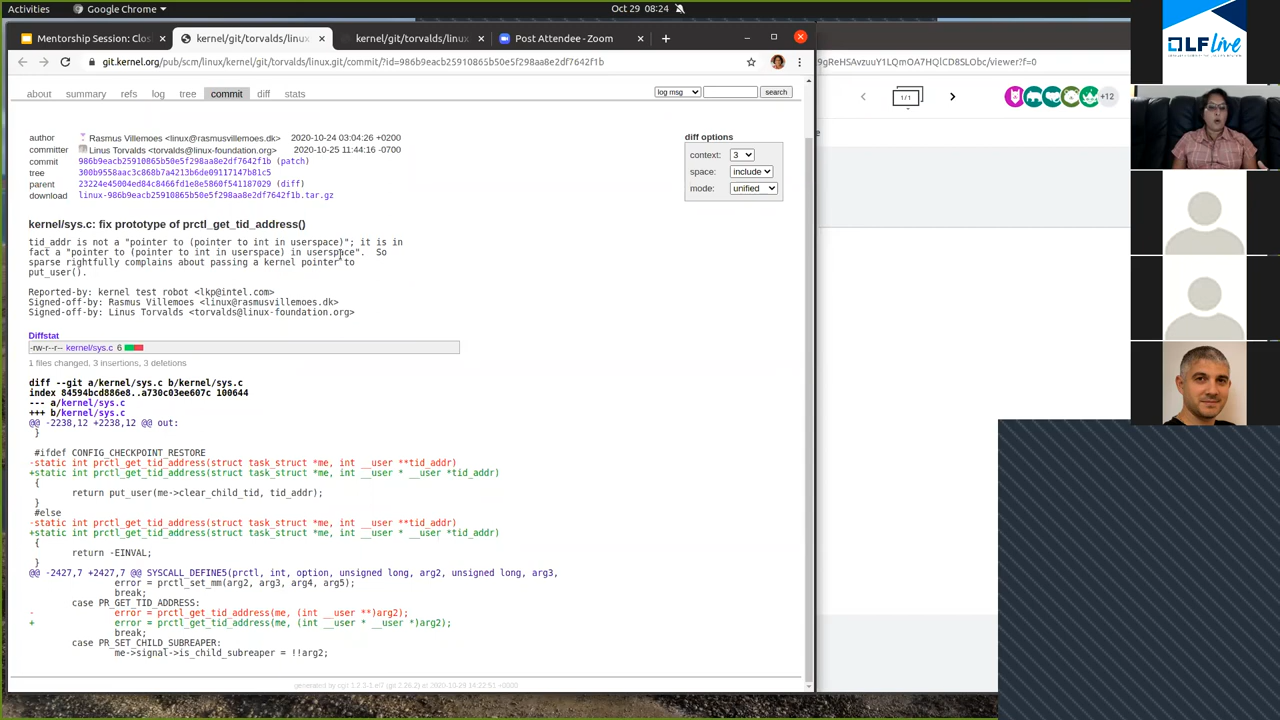 Activities
Google Chrome
Oct 29 08:24
Mentorship Session: Clos
kernel/git/torvalds/linux
kernel/git/torvalds/linux
Post Attendee - Zoom
LF Live
git.kernel.org/pub/scm/linux/kernel/git/torvalds/linux.git/commit/?id=986b9eacb25910865b50e5f298aa8e2df7642f1b
9gReHSAvzuuY1LQmOA7HQlCD8SLObc/viewer?f=0
about summary refs log tree commit diff stats
log msg search
1/1
+12
author Rasmus Villemoes <linux@rasmusvillemoes.dk> 2020-10-24 03:04:26 +0200
committer Linus Torvalds <torvalds@linux-foundation.org> 2020-10-25 11:44:16 -0700
commit 986b9eacb25910865b50e5f298aa8e2df7642f1b (patch)
tree 300b9558aac3c868b7a4213b6de09117147b81c5
parent 23224e45004ed84c8466fd1e8e5860f541187029 (diff)
download linux-986b9eacb25910865b50e5f298aa8e2df7642f1b.tar.gz
diff options
context: 3
space: include
mode: unified
kernel/sys.c: fix prototype of prctl_get_tid_address()
tid_addr is not a "pointer to (pointer to int in userspace)"; it is in
fact a "pointer to (pointer to int in userspace) in userspace". So
sparse rightfully complains about passing a kernel pointer to
put_user().
Reported-by: kernel test robot <lkp@intel.com>
Signed-off-by: Rasmus Villemoes <linux@rasmusvillemoes.dk>
Signed-off-by: Linus Torvalds <torvalds@linux-foundation.org>
Diffstat
-rw-r--r-- kernel/sys.c 6
1 files changed, 3 insertions, 3 deletions
diff --git a/kernel/sys.c b/kernel/sys.c
index 84594bcd886e8..a730c03ee607c 100644
--- a/kernel/sys.c
+++ b/kernel/sys.c
@@ -2238,12 +2238,12 @@ out:
}
#ifdef CONFIG_CHECKPOINT_RESTORE
-static int prctl_get_tid_address(struct task_struct *me, int __user **tid_addr)
+static int prctl_get_tid_address(struct task_struct *me, int __user * __user *tid_addr)
{
return put_user(me->clear_child_tid, tid_addr);
}
#else
-static int prctl_get_tid_address(struct task_struct *me, int __user **tid_addr)
+static int prctl_get_tid_address(struct task_struct *me, int __user * __user *tid_addr)
{
return -EINVAL;
}
@@ -2427,7 +2427,7 @@ SYSCALL_DEFINE5(prctl, int, option, unsigned long, arg2, unsigned long, arg3,
error = prctl_set_mm(arg2, arg3, arg4, arg5);
break;
case PR_GET_TID_ADDRESS:
- error = prctl_get_tid_address(me, (int __user **)arg2);
+ error = prctl_get_tid_address(me, (int __user * __user *)arg2);
break;
case PR_SET_CHILD_SUBREAPER:
me->signal->is_child_subreaper = !!arg2;